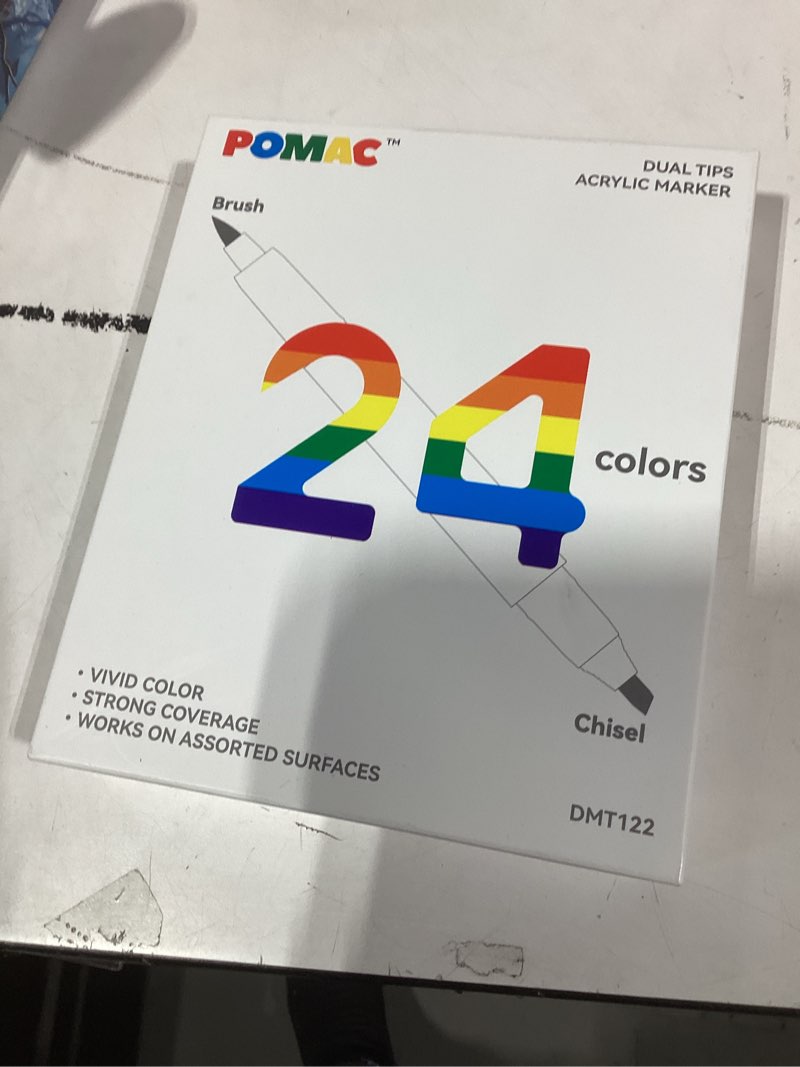 POMAC™
DUAL TIPS
ACRYLIC MARKER
Brush
24
colors
• VIVID COLOR
• STRONG COVERAGE
• WORKS ON ASSORTED SURFACES
Chisel
DMT122